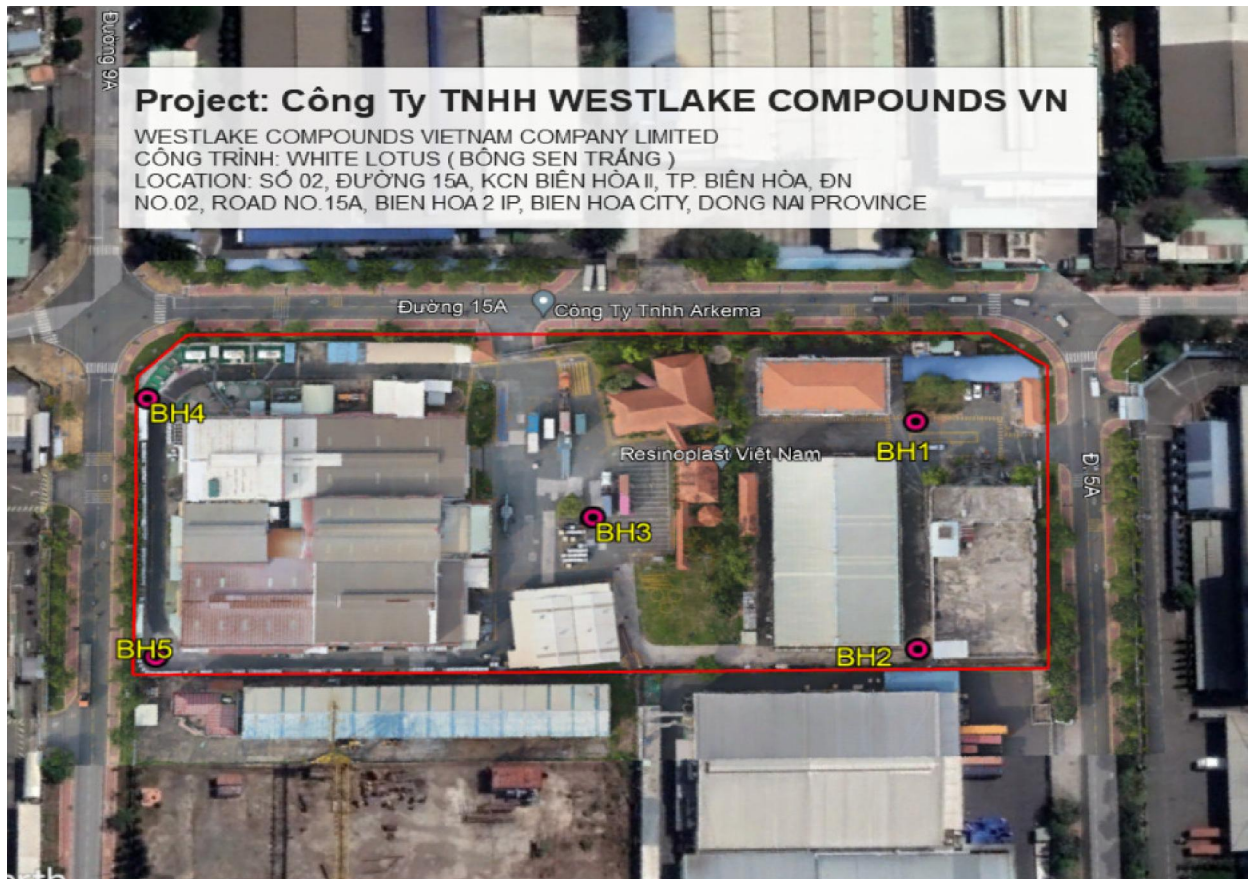 Đường 9A
Project: Công Ty TNHH WESTLAKE COMPOUNDS VN
WESTLAKE COMPOUNDS VIETNAM COMPANY LIMITED
CÔNG TRÌNH: WHITE LOTUS ( BÔNG SEN TRẮNG )
LOCATION: SỐ 02, ĐƯỜNG 15A, KCN BIÊN HÒA II, TP. BIÊN HÒA, ĐN
NO.02, ROAD NO.15A, BIEN HOA 2 IP, BIEN HOA CITY, DONG NAI PROVINCE
Đường 15A
Công Ty Tnhh Arkema
BH4
BH1
Resinoplast Việt Nam
Đ. 5A
BH3
BH5
BH2